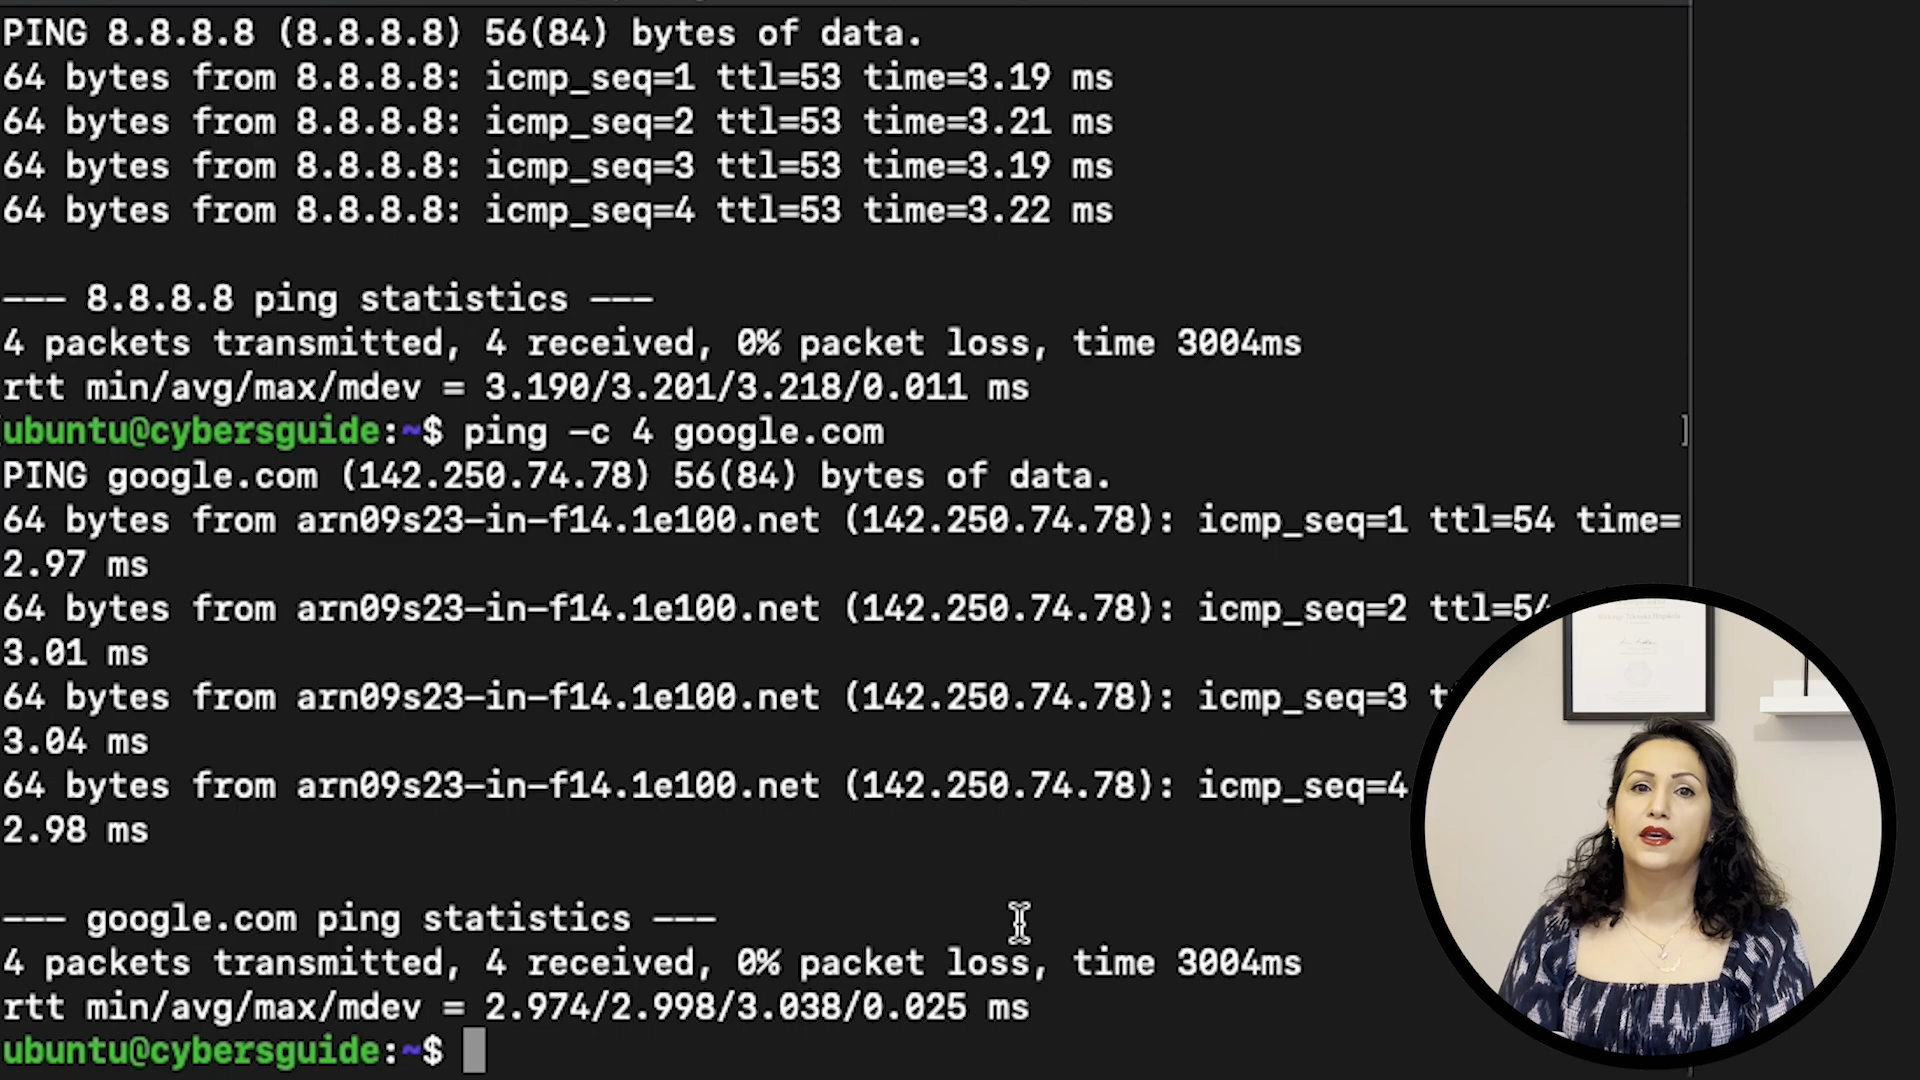 PING 8.8.8.8 (8.8.8.8) 56(84) bytes of data.
64 bytes from 8.8.8.8: icmp_seq=1 ttl=53 time=3.19 ms
64 bytes from 8.8.8.8: icmp_seq=2 ttl=53 time=3.21 ms
64 bytes from 8.8.8.8: icmp_seq=3 ttl=53 time=3.19 ms
64 bytes from 8.8.8.8: icmp_seq=4 ttl=53 time=3.22 ms
--- 8.8.8.8 ping statistics ---
4 packets transmitted, 4 received, 0% packet loss, time 3004ms
rtt min/avg/max/mdev = 3.190/3.201/3.218/0.011 ms
ubuntu@cybersguide:~$ ping -c 4 google.com ]
PING google.com (142.250.74.78) 56(84) bytes of data.
64 bytes from arn09s23-in-f14.1e100.net (142.250.74.78): icmp_seq=1 ttl=54 time=
2.97 ms
64 bytes from arn09s23-in-f14.1e100.net (142.250.74.78): icmp_seq=2 ttl=54
3.01 ms
64 bytes from arn09s23-in-f14.1e100.net (142.250.74.78): icmp_seq=3
3.04 ms
64 bytes from arn09s23-in-f14.1e100.net (142.250.74.78): icmp_seq=4
2.98 ms
--- google.com ping statistics ---
4 packets transmitted, 4 received, 0% packet loss, time 3004ms
rtt min/avg/max/mdev = 2.974/2.998/3.038/0.025 ms
ubuntu@cybersguide:~$